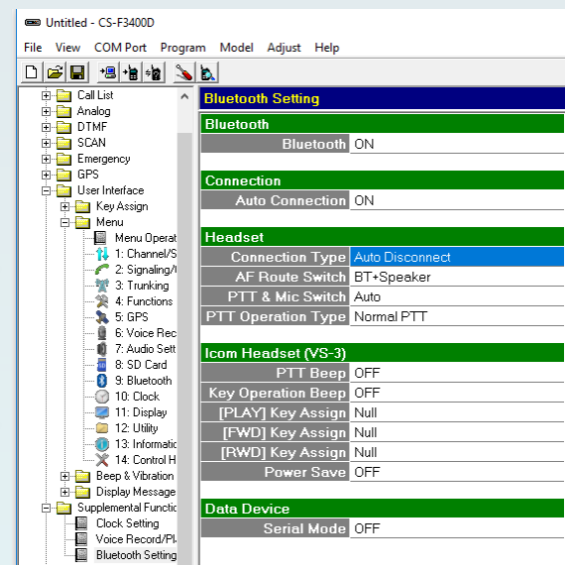 Untitled - CS-F3400D
File View COM Port Program Model Adjust Help
Call List
Analog
DTMF
SCAN
Emergency
GPS
User Interface
Key Assign
Menu
Menu Operat
1: Channel/S
2: Signaling/
3: Trunking
4: Functions
5: GPS
6: Voice Rec
7: Audio Sett
8: SD Card
9: Bluetooth
10: Clock
11: Display
12: Utility
13: Informatic
14: Control H
Beep & Vibration
Display Message
Supplemental Functic
Clock Setting
Voice Record/Pl
Bluetooth Setting
Bluetooth Setting
Bluetooth
Bluetooth ON
Connection
Auto Connection ON
Headset
Connection Type Auto Disconnect
AF Route Switch BT+Speaker
PTT & Mic Switch Auto
PTT Operation Type Normal PTT
Icom Headset (VS-3)
PTT Beep OFF
Key Operation Beep OFF
[PLAY] Key Assign Null
[FWD] Key Assign Null
[RWD] Key Assign Null
Power Save OFF
Data Device
Serial Mode OFF